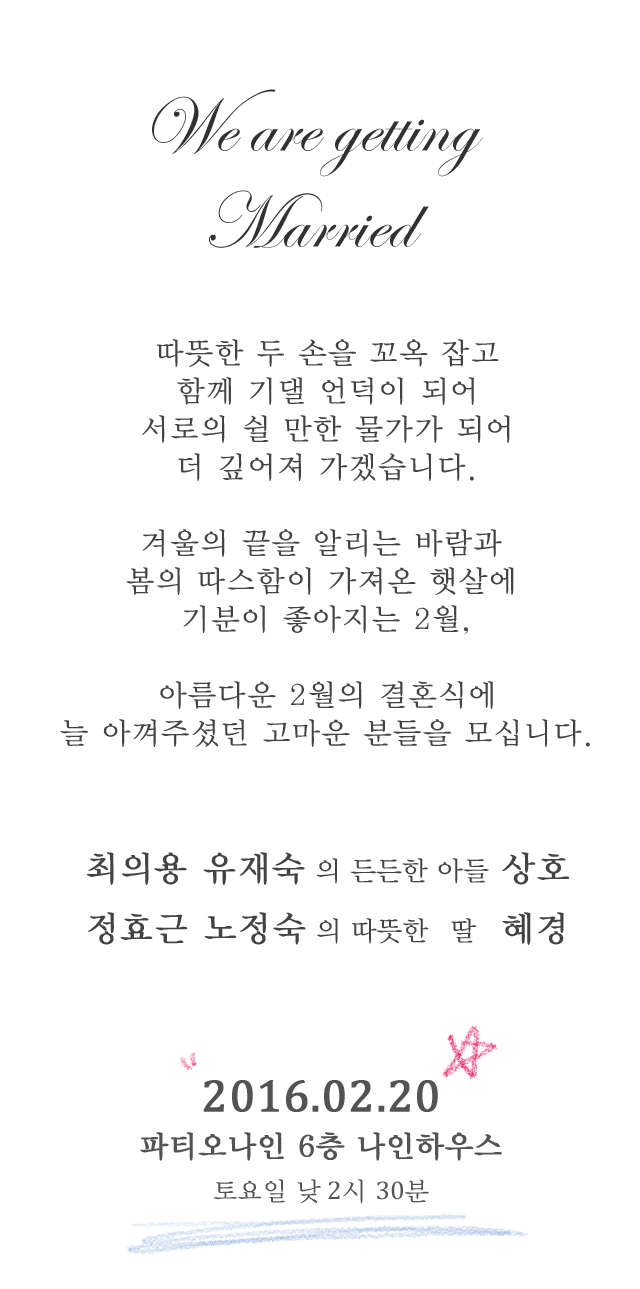 We are getting
Married
따뜻한 두 손을 꼬옥 잡고
함께 기댈 언덕이 되어
서로의 쉴 만한 물가가 되어
더 깊어져 가겠습니다.
겨울의 끝을 알리는 바람과
봄의 따스함이 가져온 햇살에
기분이 좋아지는 2월,
아름다운 2월의 결혼식에
늘 아껴주셨던 고마운 분들을 모십니다.
최의용 유재숙 의 든든한 아들 상호
정효근 노정숙 의 따뜻한 딸 혜경
2016.02.20
파티오나인 6층 나인하우스
토요일 낮 2시 30분